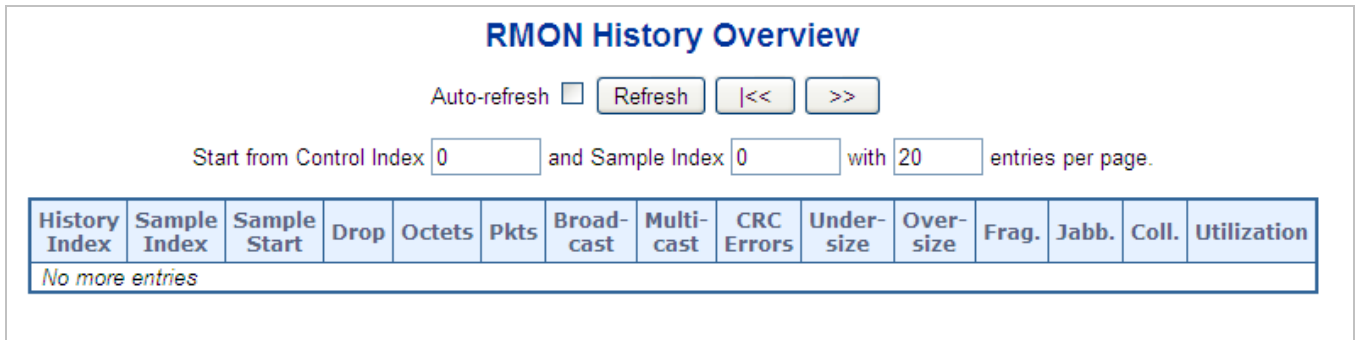 RMON History Overview
Auto-refresh Refresh |<< >>
Start from Control Index 0 and Sample Index 0 with 20 entries per page.
History Index Sample Index Sample Start Drop Octets Pkts Broad-cast Multi-cast CRC Errors Under-size Over-size Frag. Jabb. Coll. Utilization
No more entries